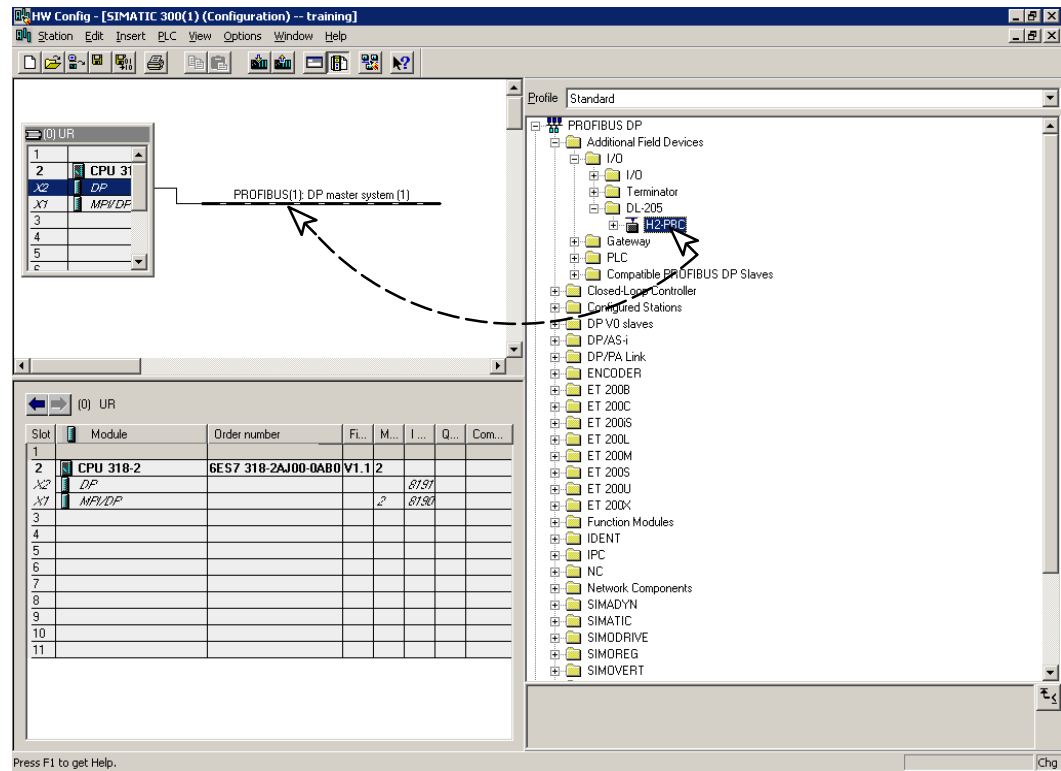 HW Config - [SIMATIC 300(1) (Configuration) -- training]
Station Edit Insert PLC View Options Window Help
(0) UR
1
2 CPU 31
X2 DP
X1 MPI/DP
3
4
5
PROFIBUS(1): DP master system (1)
(0) UR
Slot Module Order number Fi... M... I ... Q... Com...
1
2 CPU 318-2 6ES7 318-2AJ00-0AB0 V1.1 2
X2 DP 8191
X1 MPI/DP 2 8190
3
4
5
6
7
8
9
10
11
Profile Standard
PROFIBUS DP
Additional Field Devices
I/O
I/O
Terminator
DL-205
H2-PBC
Gateway
PLC
Compatible PROFIBUS DP Slaves
Closed-Loop Controller
Configured Stations
DP V0 slaves
DP/AS-i
DP/PA Link
ENCODER
ET 200B
ET 200C
ET 200iS
ET 200L
ET 200M
ET 200S
ET 200U
ET 200X
Function Modules
IDENT
IPC
NC
Network Components
SIMADYN
SIMATIC
SIMODRIVE
SIMOREG
SIMOVERT
Press F1 to get Help.
Chg